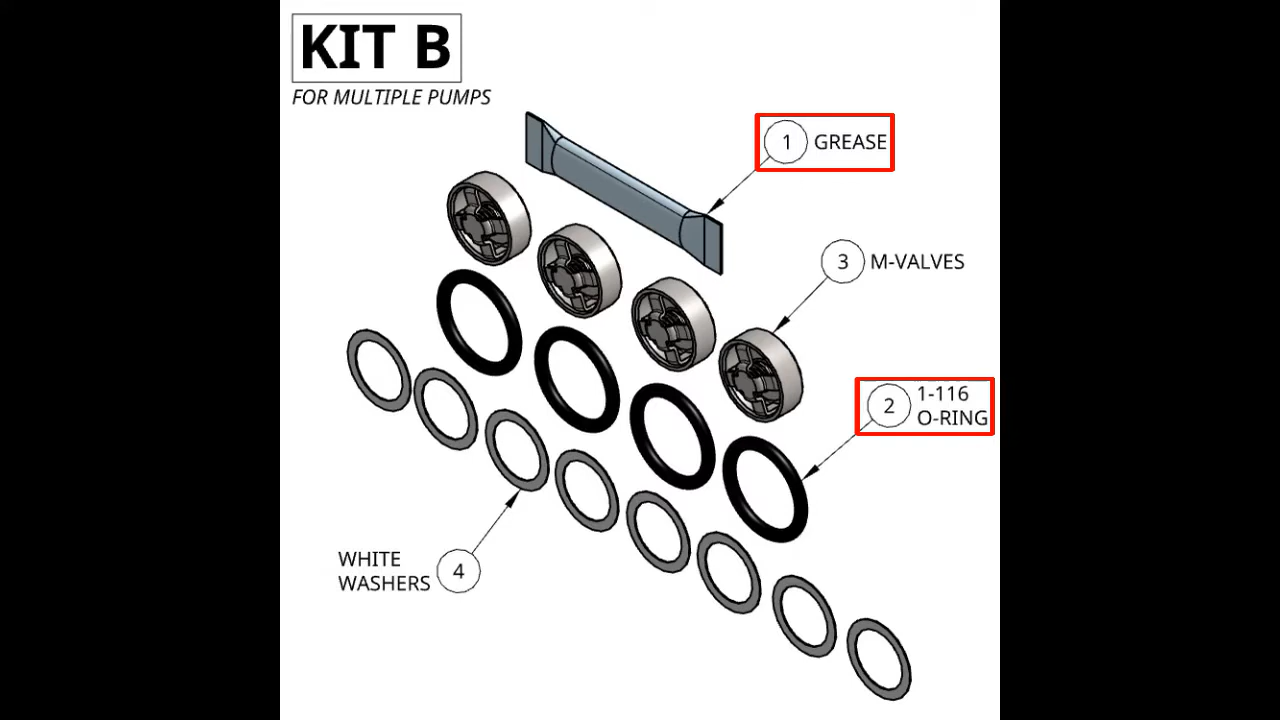 KIT B
FOR MULTIPLE PUMPS
1 GREASE
3 M-VALVES
2 1-116
O-RING
WHITE
WASHERS 4